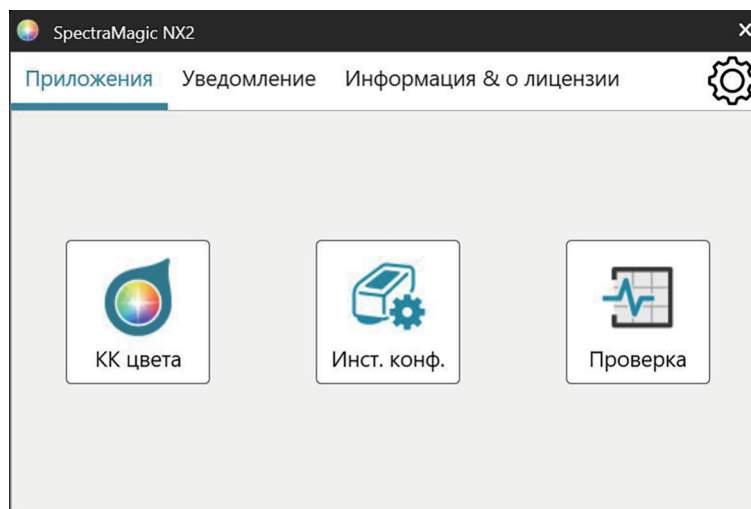 SpectraMagic NX2
Приложения Уведомление Информация & о лицензии
КК цвета Инст. конф. Проверка